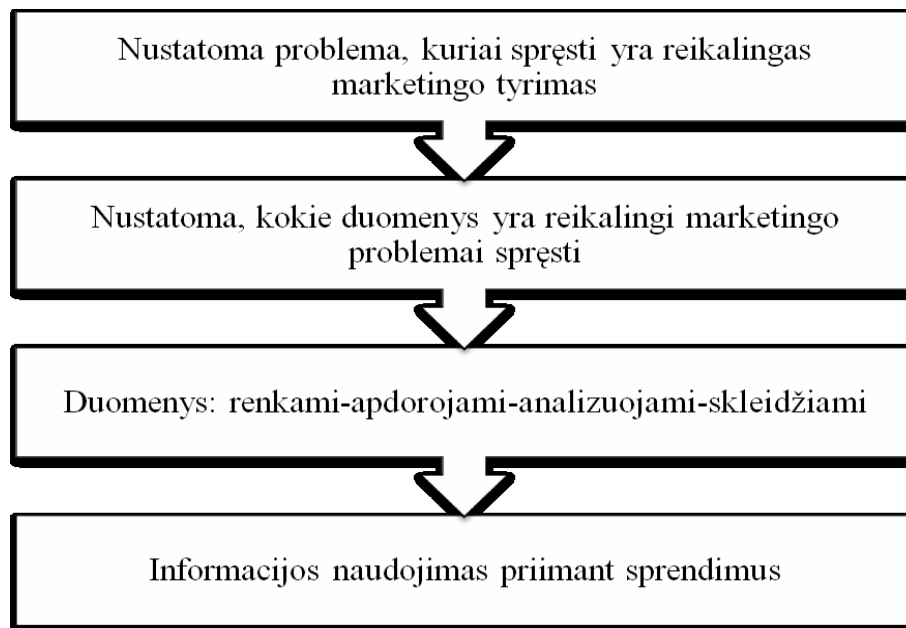 Nustatoma problema, kuriai spręsti yra reikalingas
marketingo tyrimas
Nustatoma, kokie duomenys yra reikalingi marketingo
problemai spręsti
Duomenys: renkami-apdorojami-analizuojami-skleidžiami
Informacijos naudojimas priimant sprendimus